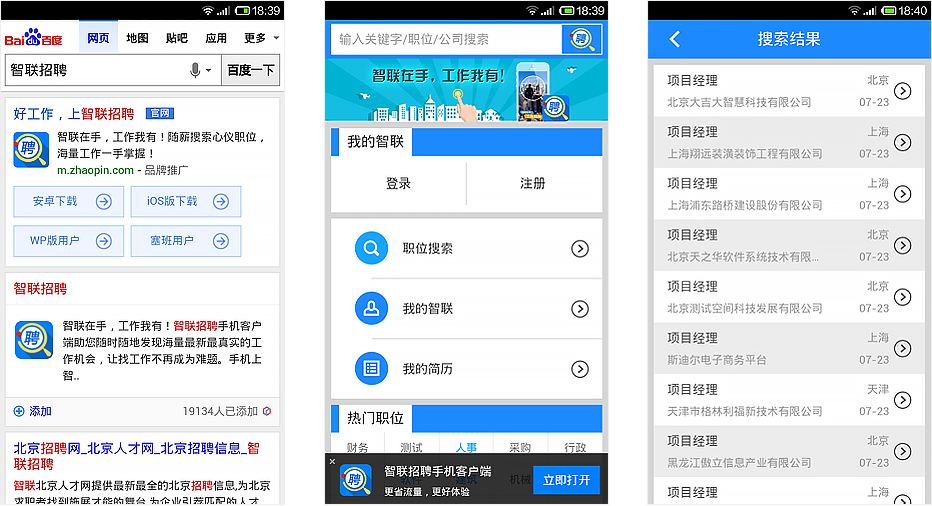 18:39
Bai百度 网页 地图 贴吧 应用 更多
智联招聘 百度一下
好工作，上智联招聘 官网
聘
智联在手，工作我有！随薪搜索心仪职位，
海量工作一手掌握！
m.zhaopin.com - 品牌推广
安卓下载 iOS版下载
WP版用户 塞班用户
智联招聘
聘
智联在手，工作我有！智联招聘手机客户
端助您随时随地发现海量最新最真实的工
作机会，让找工作不再成为难题。手机上
智..
添加 19134人已添加
北京招聘网_北京人才网_北京招聘信息_智
联招聘
智联北京人才网提供最新最全的北京招聘信息,为北京
求职者找到施展才能的舞台,为企业引荐匹配的人才
18:39
输入关键字/职位/公司搜索 聘
智联在手，工作我有！
聘
我的智联
登录 注册
职位搜索
我的智联
我的简历
热门职位
财务 测试 人事 采购 行政
软件 建筑 机械
×
聘
智联招聘手机客户端
更省流量，更好体验
立即打开
18:40
搜索结果
项目经理 北京
北京大吉大智慧科技有限公司 07-23
项目经理 上海
上海翔远装潢装饰工程有限公司 07-23
项目经理 上海
上海浦东路桥建设股份有限公司 07-23
项目经理 北京
北京天之华软件系统技术有限... 07-23
项目经理 北京
北京测试空间科技发展有限公司 07-23
项目经理 上海
斯迪尔电子商务平台 07-23
项目经理 天津
天津市格林利福新技术有限公司 07-23
项目经理 北京
黑龙江傲立信息产业有限公司 07-23
项目经理 上海